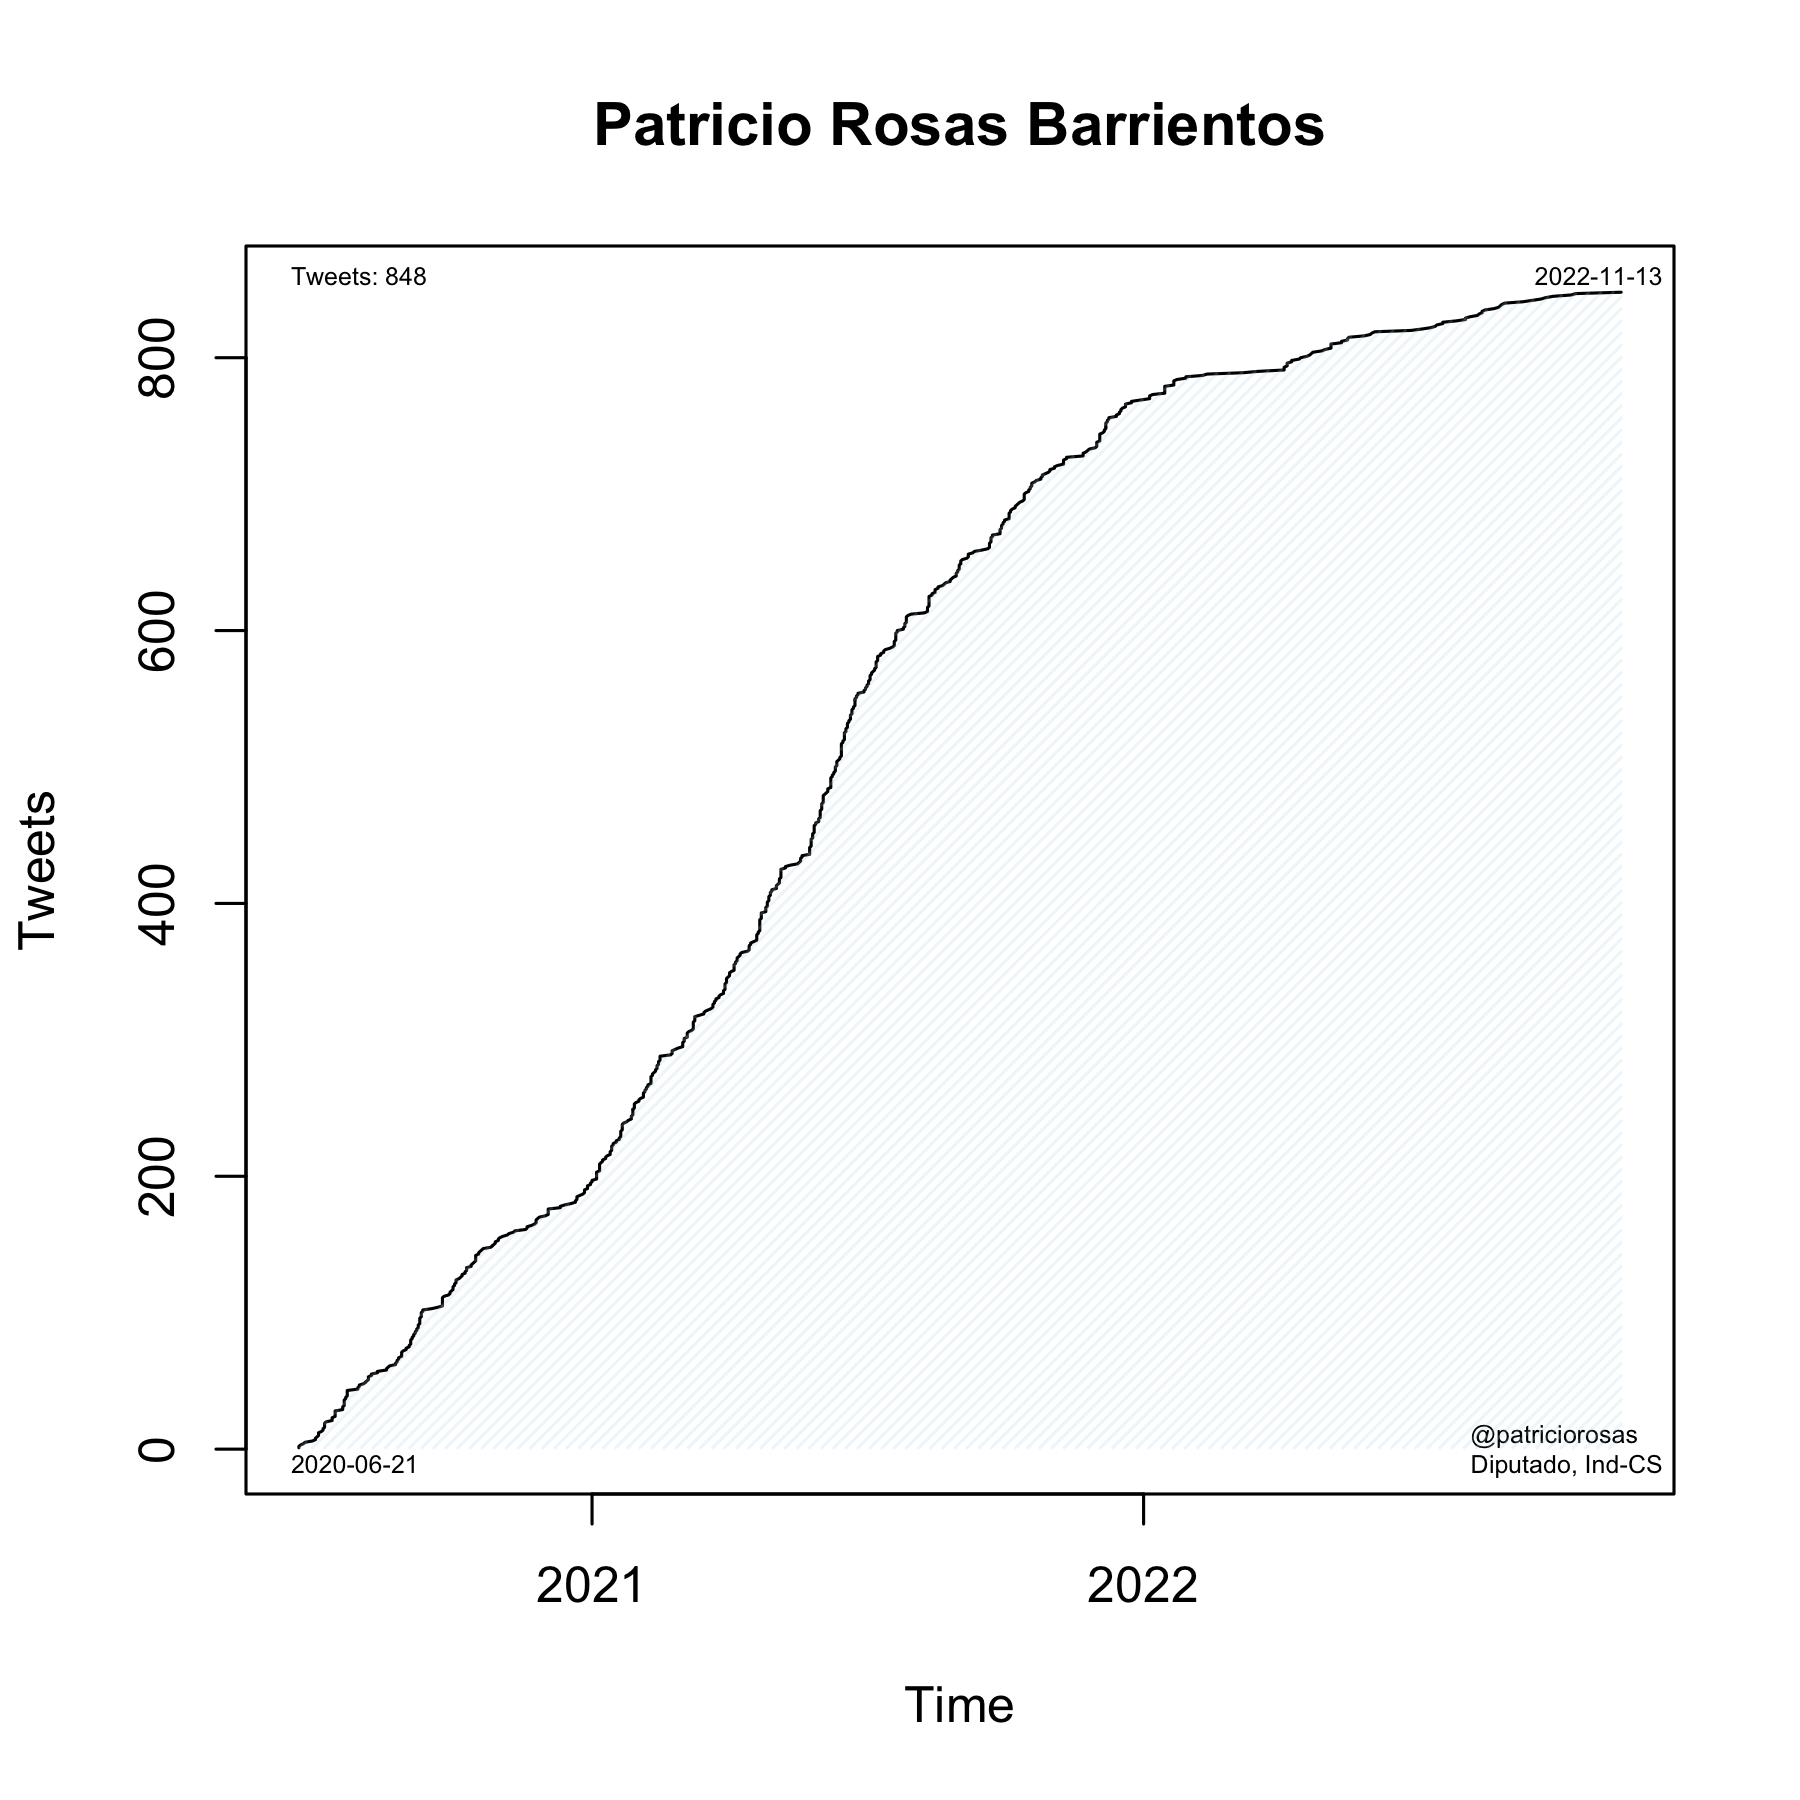 Patricio Rosas Barrientos
Tweets: 848
2022-11-13
800
600
400
200
0
Tweets
2020-06-21
@patriciorosas
Diputado, Ind-CS
2021
2022
Time